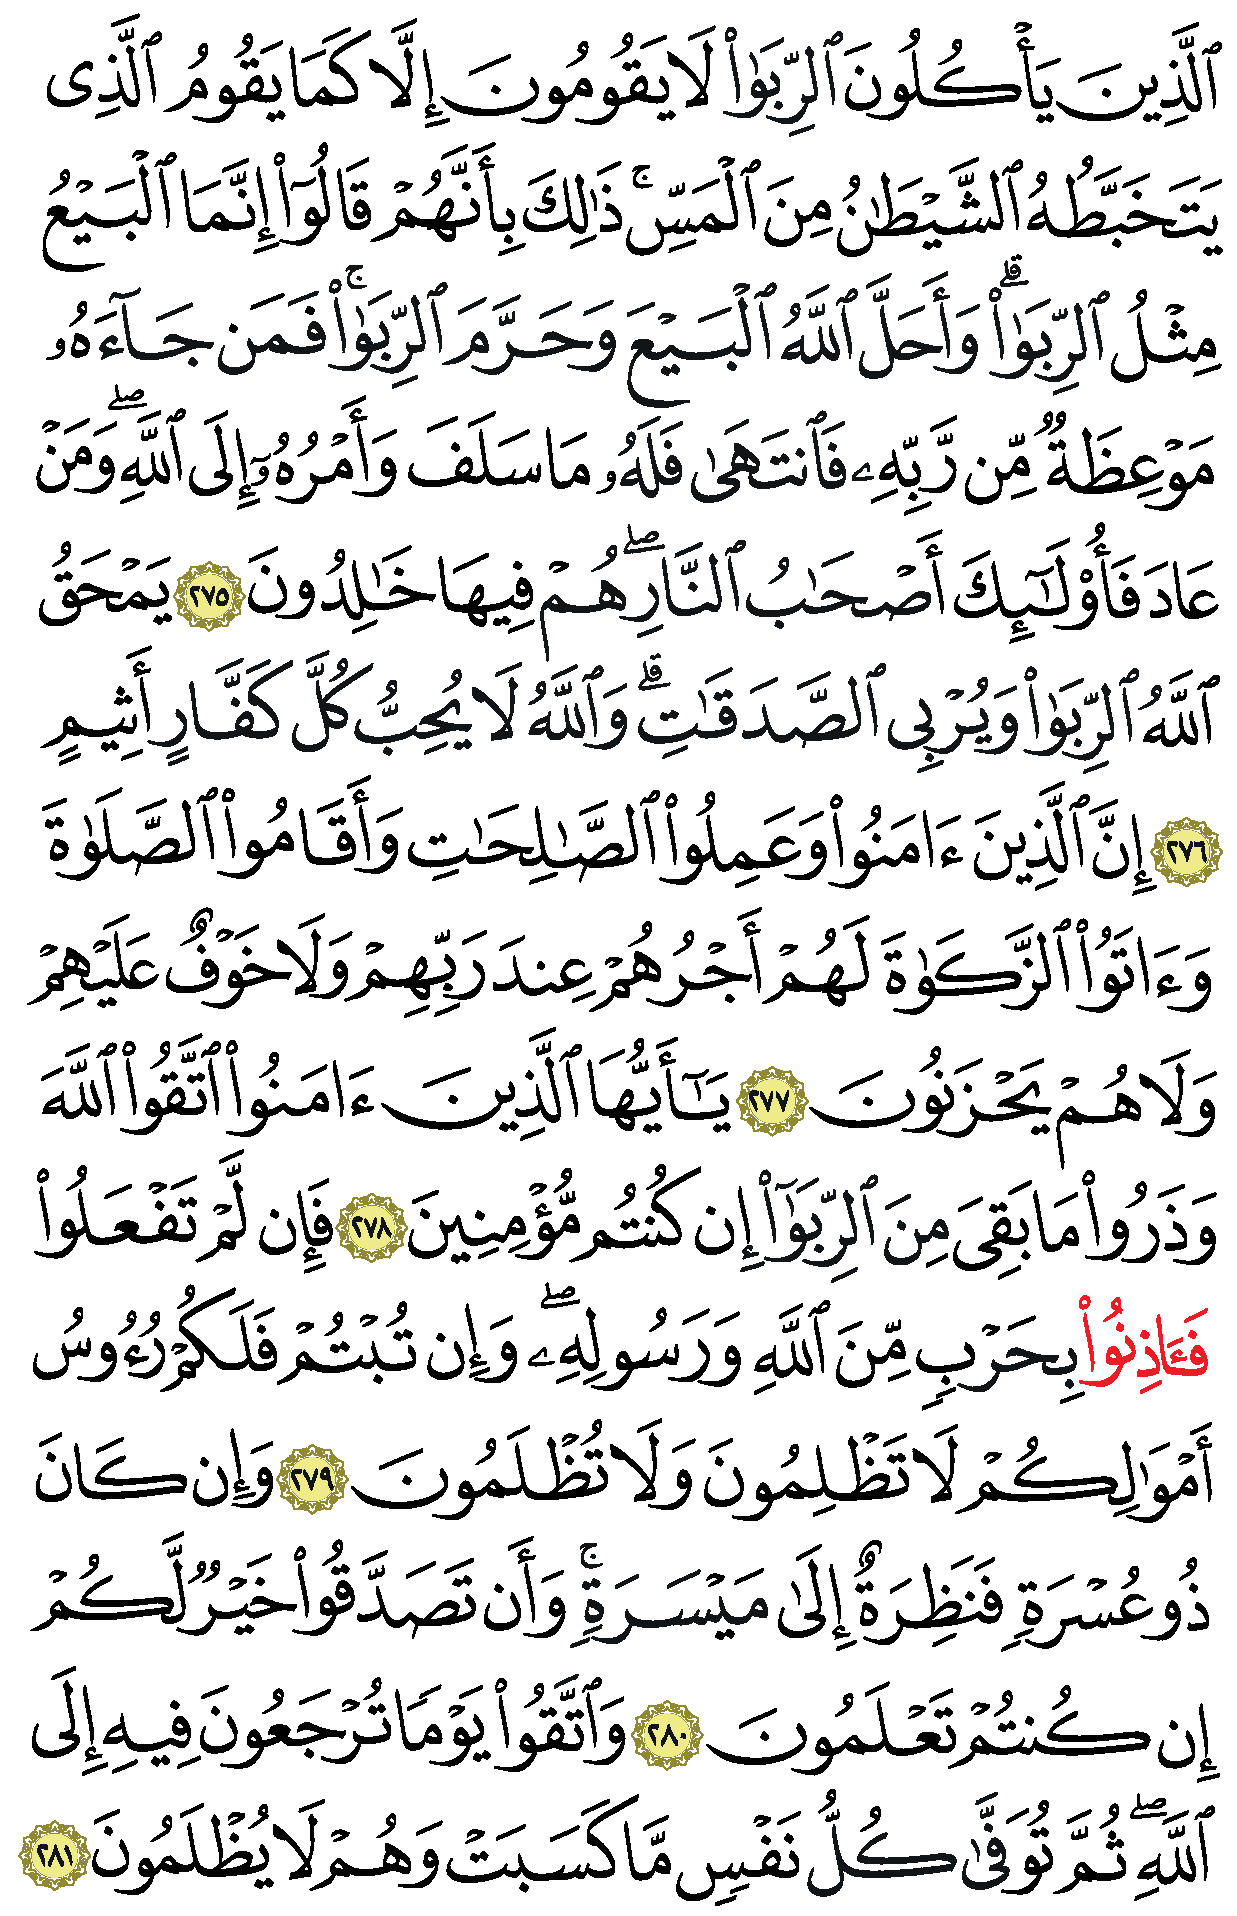 ٱلَّذِينَ يَأْكُلُونَ ٱلرِّبَوٰا۟ لَا يَقُومُونَ إِلَّا كَمَا يَقُومُ ٱلَّذِى
يَتَخَبَّطُهُ ٱلشَّيْطَٰنُ مِنَ ٱلْمَسِّ ۚ ذَٰلِكَ بِأَنَّهُمْ قَالُوٓا۟ إِنَّمَا ٱلْبَيْعُ
مِثْلُ ٱلرِّبَوٰا۟ ۗ وَأَحَلَّ ٱللَّهُ ٱلْبَيْعَ وَحَرَّمَ ٱلرِّبَوٰا۟ ۚ فَمَن جَآءَهُۥ
مَوْعِظَةٌ مِّن رَّبِّهِۦ فَٱنتَهَىٰ فَلَهُۥ مَا سَلَفَ وَأَمْرُهُۥٓ إِلَى ٱللَّهِ ۖ وَمَنْ
عَادَ فَأُو۟لَٰٓئِكَ أَصْحَٰبُ ٱلنَّارِ ۖ هُمْ فِيهَا خَٰلِدُونَ ٢٧٥ يَمْحَقُ
ٱللَّهُ ٱلرِّبَوٰا۟ وَيُرْبِى ٱلصَّدَقَٰتِ ۗ وَٱللَّهُ لَا يُحِبُّ كُلَّ كَفَّارٍ أَثِيمٍ
٢٧٦ إِنَّ ٱلَّذِينَ ءَامَنُوا۟ وَعَمِلُوا۟ ٱلصَّٰلِحَٰتِ وَأَقَامُوا۟ ٱلصَّلَوٰةَ
وَءَاتَوُا۟ ٱلزَّكَوٰةَ لَهُمْ أَجْرُهُمْ عِندَ رَبِّهِمْ وَلَا خَوْفٌ عَلَيْهِمْ
وَلَا هُمْ يَحْزَنُونَ ٢٧٧ يَٰٓأَيُّهَا ٱلَّذِينَ ءَامَنُوا۟ ٱتَّقُوا۟ ٱللَّهَ
وَذَرُوا۟ مَا بَقِىَ مِنَ ٱلرِّبَوٰٓا۟ إِن كُنتُم مُّؤْمِنِينَ ٢٧٨ فَإِن لَّمْ تَفْعَلُوا۟
فَـَٔاذِنُوا۟ بِحَرْبٍ مِّنَ ٱللَّهِ وَرَسُولِهِۦ ۖ وَإِن تُبْتُمْ فَلَكُمْ رُءُوسُ
أَمْوَٰلِكُمْ لَا تَظْلِمُونَ وَلَا تُظْلَمُونَ ٢٧٩ وَإِن كَانَ
ذُو عُسْرَةٍ فَنَظِرَةٌ إِلَىٰ مَيْسَرَةٍ ۚ وَأَن تَصَدَّقُوا۟ خَيْرٌ لَّكُمْ
إِن كُنتُمْ تَعْلَمُونَ ٢٨٠ وَٱتَّقُوا۟ يَوْمًا تُرْجَعُونَ فِيهِ إِلَى
ٱللَّهِ ۖ ثُمَّ تُوَفَّىٰ كُلُّ نَفْسٍ مَّا كَسَبَتْ وَهُمْ لَا يُظْلَمُونَ ٢٨١